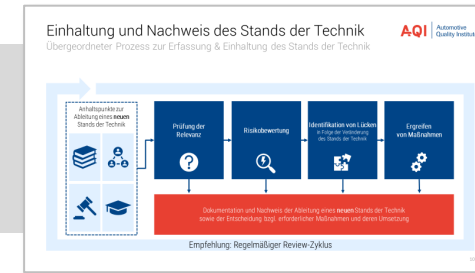 Einhaltung und Nachweis des Stands der Technik
Übergeordneter Prozess zur Erfassung & Einhaltung des Stands der Technik
AQI
Automotive
Quality Institute
Anhaltspunkte zur
Ableitung eines neuen
Stands der Technik
Prüfung der
Relevanz
Risikobewertung
Identifikation von Lücken
in Folge der Veränderung
des Stands der Technik
Ergreifen
von Maßnahmen
Dokumentation und Nachweis der Ableitung eines neuen Stands der Technik
sowie der Entscheidung bzgl. erforderlicher Maßnahmen und deren Umsetzung
Empfehlung: Regelmäßiger Review-Zyklus